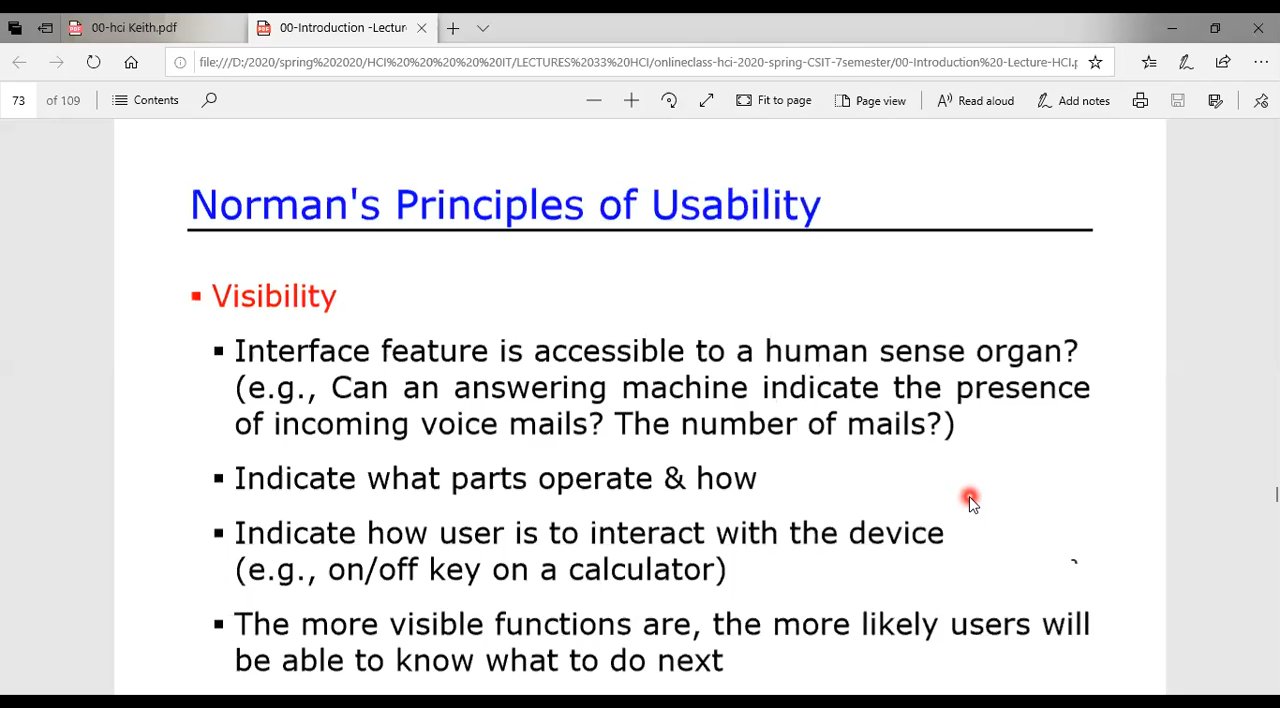 00-hci Keith.pdf
00-Introduction -Lectur
file:///D:/2020/spring%202020/HCI%20%20%20%20%20IT/LECTURES%2033%20HCI/onlineclass-hci-2020-spring-CSIT-7semester/00-Introduction%20-Lecture-HCI.p
73 of 109 Contents Fit to page Page view Read aloud Add notes
Norman's Principles of Usability
▪ Visibility
▪ Interface feature is accessible to a human sense organ?
(e.g., Can an answering machine indicate the presence
of incoming voice mails? The number of mails?)
▪ Indicate what parts operate & how
▪ Indicate how user is to interact with the device
(e.g., on/off key on a calculator)
▪ The more visible functions are, the more likely users will
be able to know what to do next